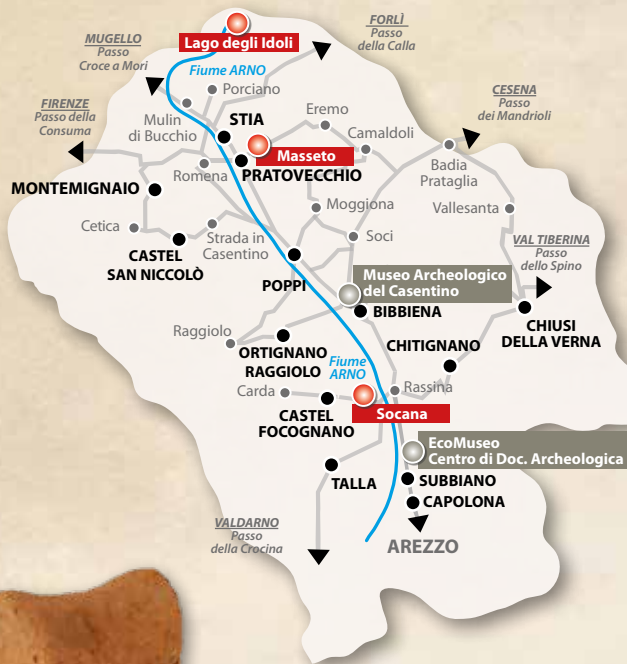 FORLÌ
Passo
della Calla
Lago degli Idoli
MUGELLO
Passo
Croce a Mori
Fiume ARNO
Porciano
CESENA
Passo
dei Mandrioli
FIRENZE
Passo della
Consuma
Mulin
di Bucchio
STIA
Eremo
Camaldoli
Masseto
Badia
Prataglia
Romena
PRATOVECCHIO
MONTEMIGNAIO
Moggiona
Vallesanta
Cetica
Strada in
Casentino
Soci
VAL TIBERINA
Passo
dello Spino
CASTEL
SAN NICCOLÒ
POPPI
Museo Archeologico
del Casentino
BIBBIENA
CHIUSI
DELLA VERNA
Raggiolo
ORTIGNANO
RAGGIOLO
CHITIGNANO
Fiume
ARNO
Carda
Rassina
CASTEL
FOCOGNANO
Socana
EcoMuseo
Centro di Doc. Archeologica
TALLA
SUBBIANO
CAPOLONA
VALDARNO
Passo
della Crocina
AREZZO